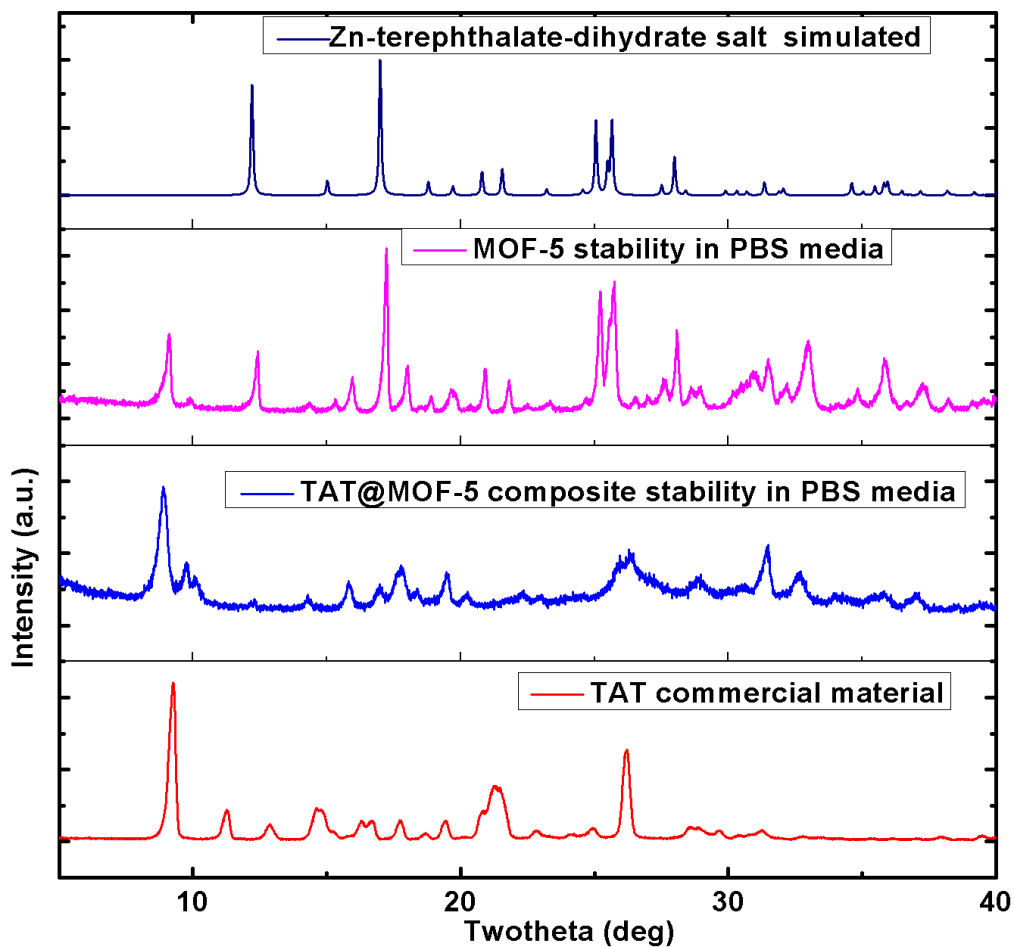 Zn-terephthalate-dihydrate salt simulated
MOF-5 stability in PBS media
TAT@MOF-5 composite stability in PBS media
TAT commercial material
Intensity (a.u.)
10 20 30 40
Twotheta (deg)